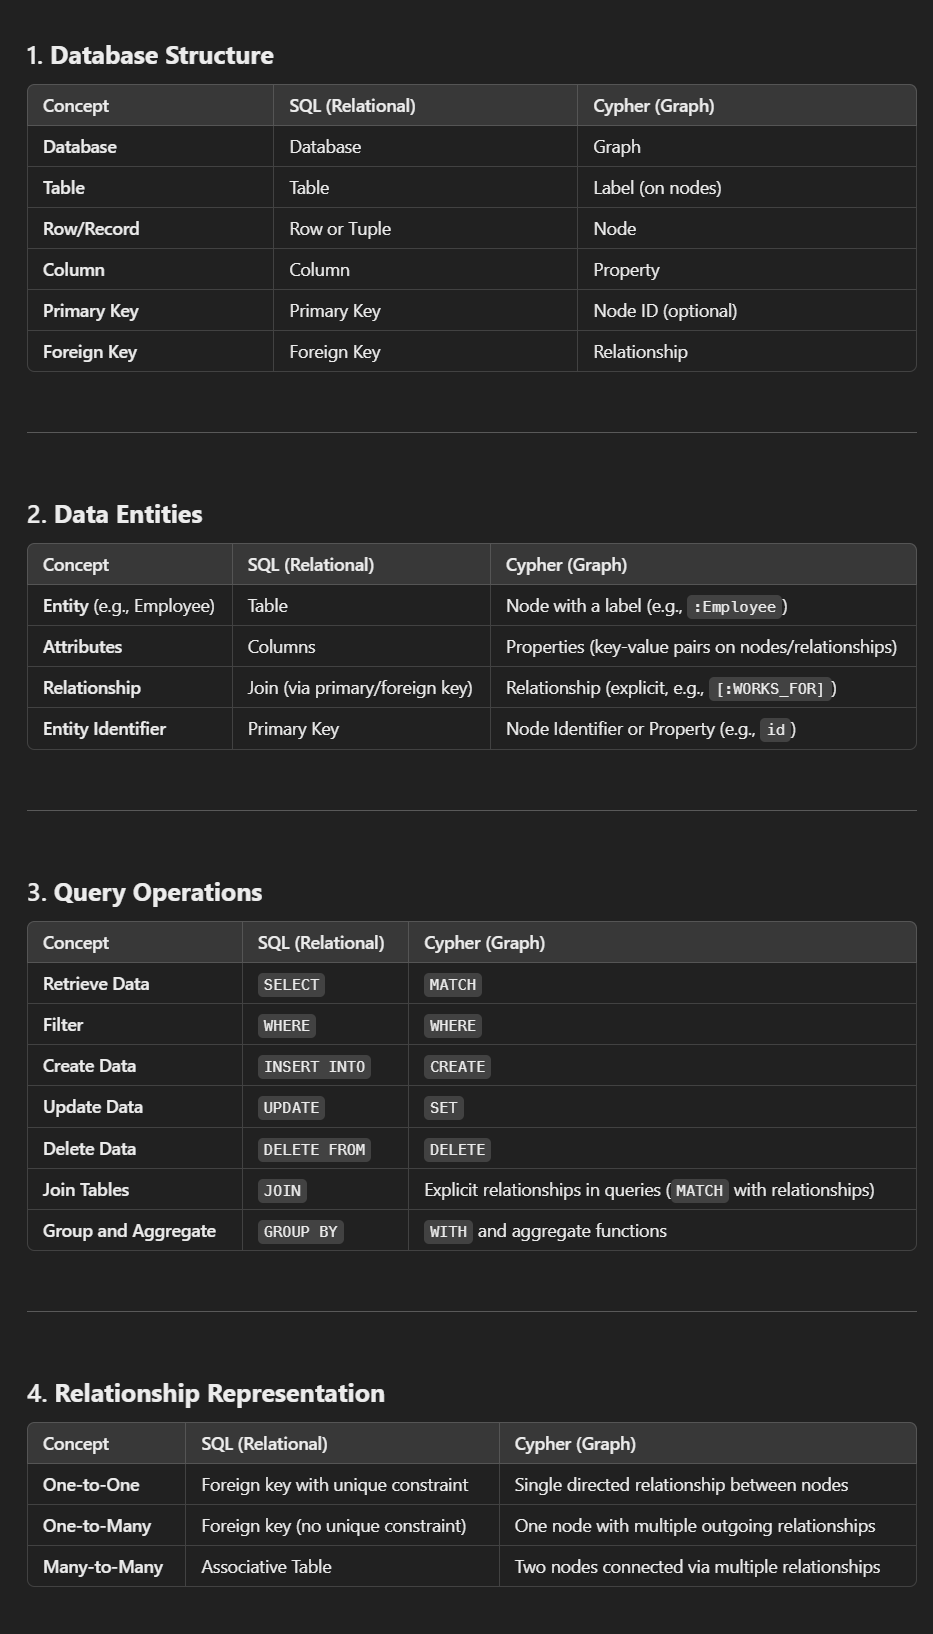 1. Database Structure
Concept SQL (Relational) Cypher (Graph)
Database Database Graph
Table Table Label (on nodes)
Row/Record Row or Tuple Node
Column Column Property
Primary Key Primary Key Node ID (optional)
Foreign Key Foreign Key Relationship
2. Data Entities
Concept SQL (Relational) Cypher (Graph)
Entity (e.g., Employee) Table Node with a label (e.g., :Employee)
Attributes Columns Properties (key-value pairs on nodes/relationships)
Relationship Join (via primary/foreign key) Relationship (explicit, e.g., [:WORKS_FOR])
Entity Identifier Primary Key Node Identifier or Property (e.g., id)
3. Query Operations
Concept SQL (Relational) Cypher (Graph)
Retrieve Data SELECT MATCH
Filter WHERE WHERE
Create Data INSERT INTO CREATE
Update Data UPDATE SET
Delete Data DELETE FROM DELETE
Join Tables JOIN Explicit relationships in queries (MATCH with relationships)
Group and Aggregate GROUP BY WITH and aggregate functions
4. Relationship Representation
Concept SQL (Relational) Cypher (Graph)
One-to-One Foreign key with unique constraint Single directed relationship between nodes
One-to-Many Foreign key (no unique constraint) One node with multiple outgoing relationships
Many-to-Many Associative Table Two nodes connected via multiple relationships